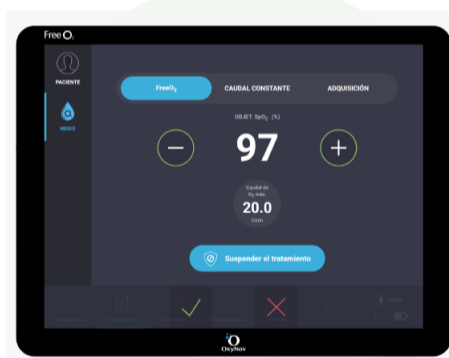 Free O₂
PACIENTE
MODO
FreeO₂
CAUDAL CONSTANTE
ADQUISICIÓN
OBJET. SpO₂ (%)
97
Caudal de
O₂ máx.
20.0
Suspender el tratamiento
OxyNov